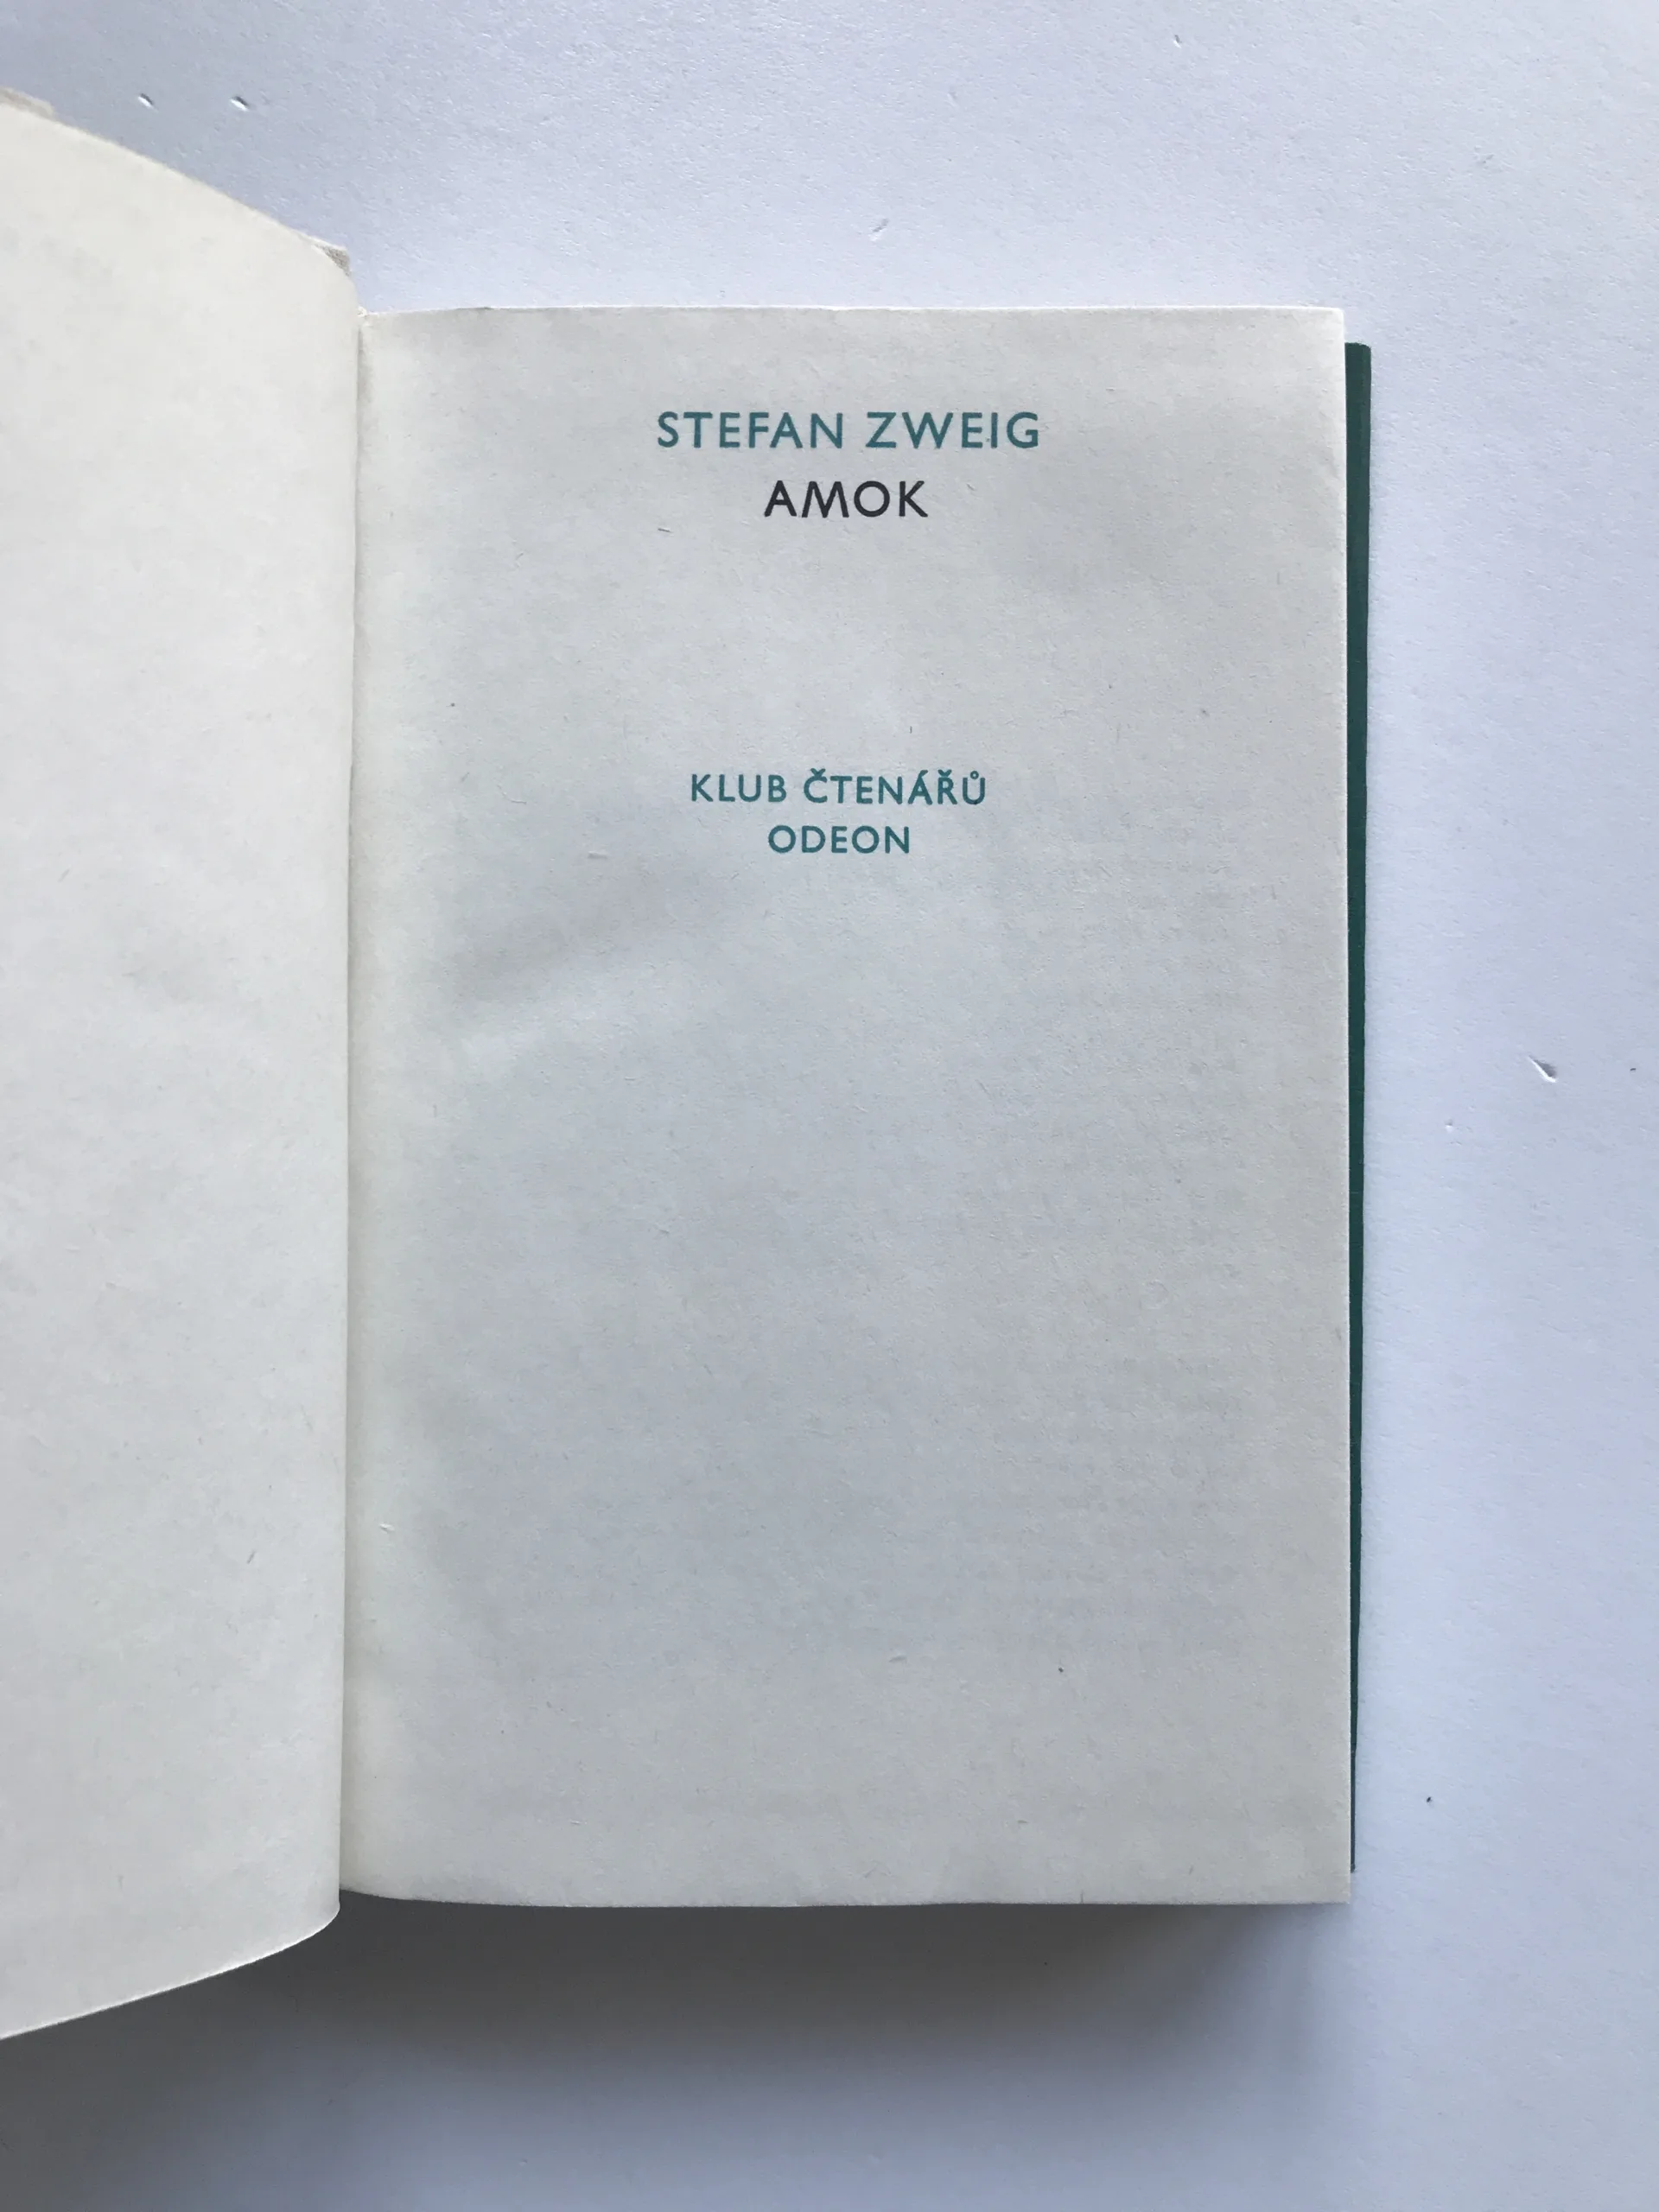 STEFAN ZWEIG
AMOK
KLUB ČTENÁŘŮ
ODEON